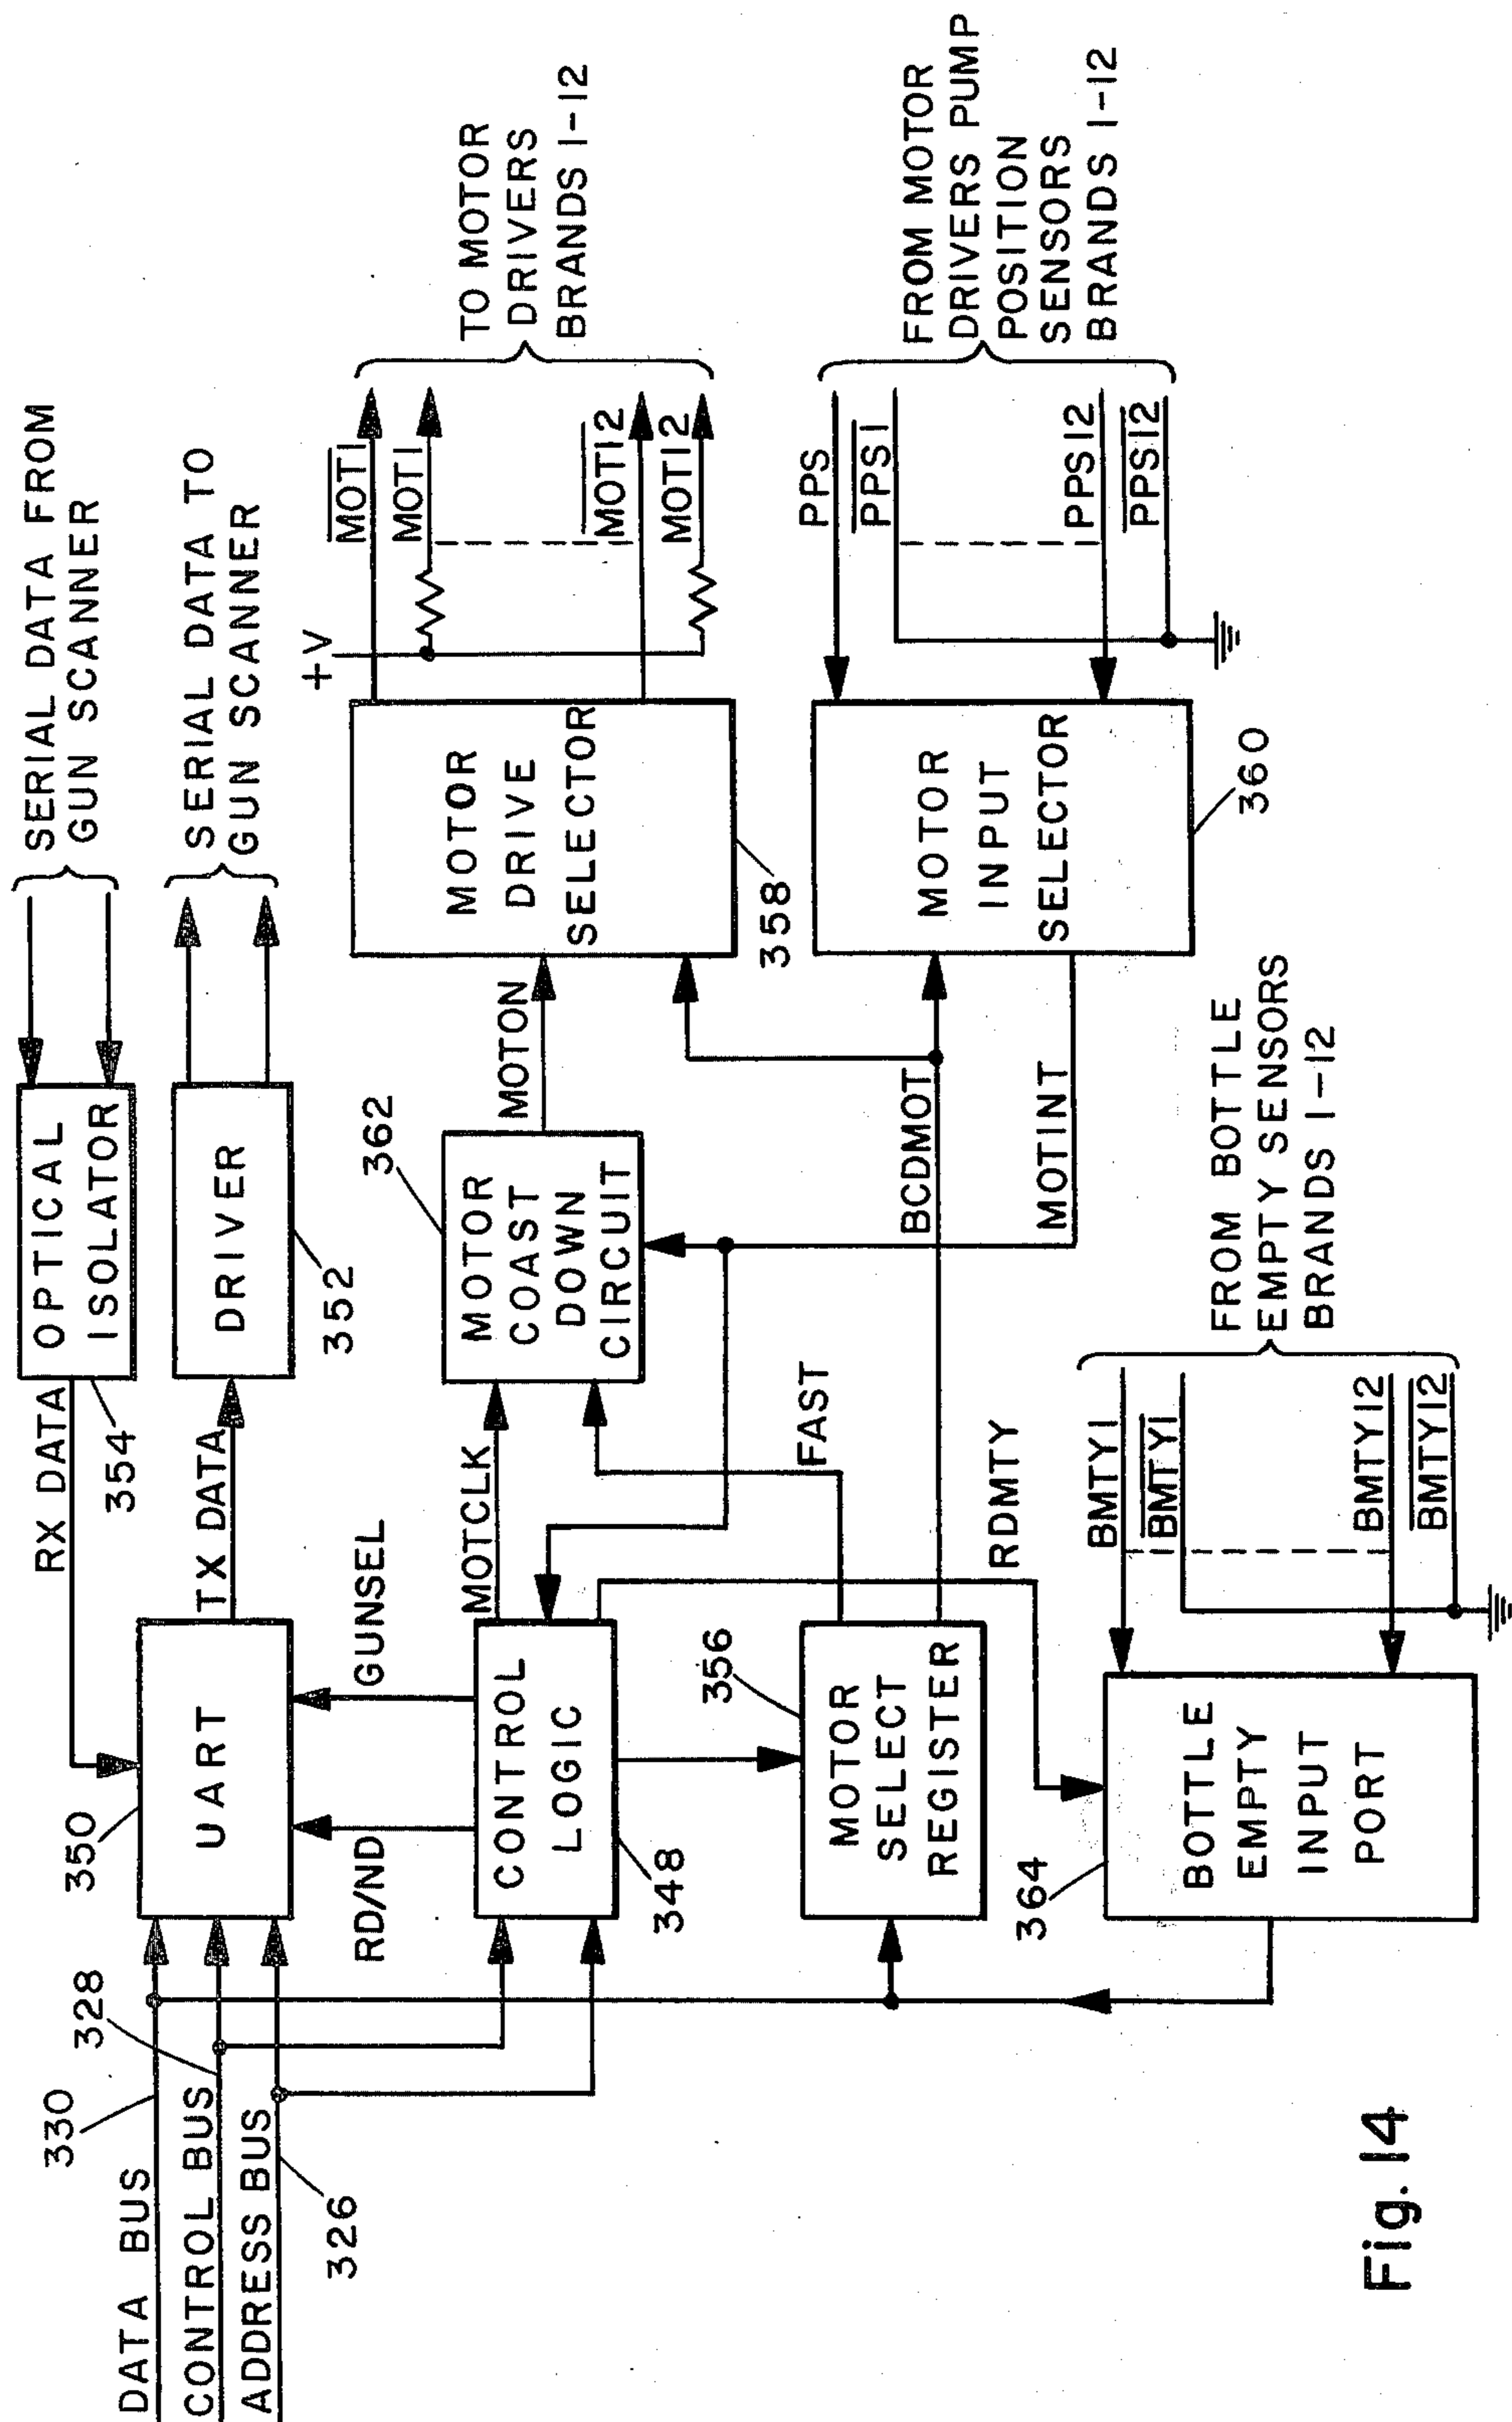 SERIAL DATA FROM
GUN SCANNER
SERIAL DATA TO
GUN SCANNER
OPTICAL
ISOLATOR
354
RX DATA
DRIVER
352
TX DATA
350
UART
330
328
DATA BUS
CONTROL BUS
ADDRESS BUS
326
RD/ND
GUNSEL
CONTROL
LOGIC
348
MOTCLK
362
MOTOR
COAST
DOWN
CIRCUIT
MOTON
FAST
MOTOR
DRIVE
SELECTOR
358
+V
MOT1
MOT1
MOT12
MOT12
TO MOTOR
DRIVERS
BRANDS 1-12
356
MOTOR
SELECT
REGISTER
BCDMOT
MOTINT
RDMTY
MOTOR
INPUT
SELECTOR
360
PPS
PPS1
PPS12
PPS12
FROM MOTOR
DRIVERS PUMP
POSITION
SENSORS
BRANDS 1-12
364
BOTTLE
EMPTY
INPUT
PORT
BMTY1
BMTY1
BMTY12
BMTY12
FROM BOTTLE
EMPTY SENSORS
BRANDS 1-12
Fig. 14